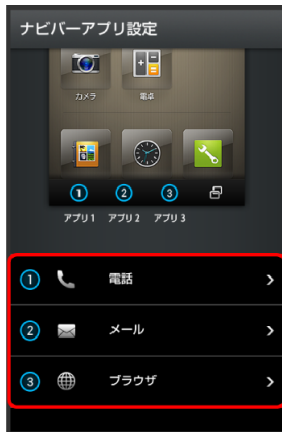 ナビバーアプリ設定
カメラ 電卓
1 2 3
アプリ1 アプリ2 アプリ3
1 電話
2 メール
3 ブラウザ